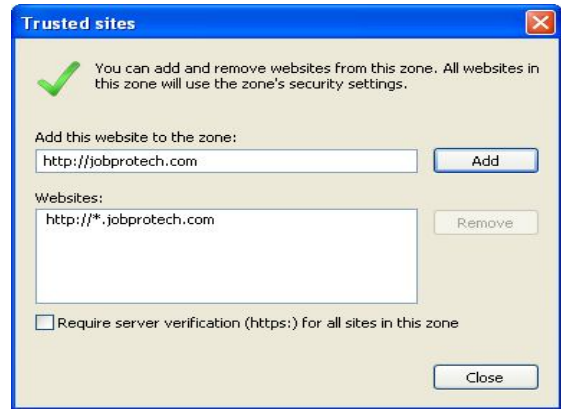 Trusted sites
You can add and remove websites from this zone. All websites in
this zone will use the zone's security settings.
Add this website to the zone:
http://jobprotech.com
Add
Websites:
http://*.jobprotech.com
Remove
Require server verification (https:) for all sites in this zone
Close